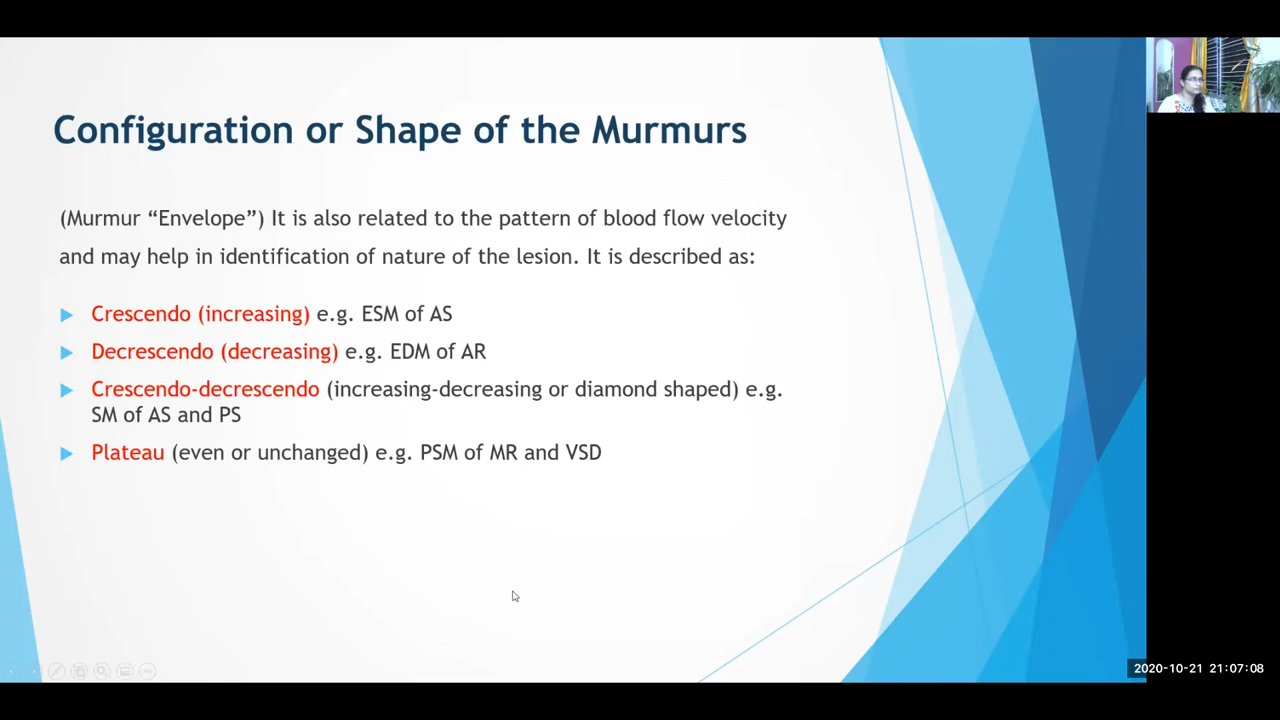 Configuration or Shape of the Murmurs
(Murmur “Envelope”) It is also related to the pattern of blood flow velocity
and may help in identification of nature of the lesion. It is described as:
Crescendo (increasing) e.g. ESM of AS
Decrescendo (decreasing) e.g. EDM of AR
Crescendo-decrescendo (increasing-decreasing or diamond shaped) e.g.
SM of AS and PS
Plateau (even or unchanged) e.g. PSM of MR and VSD
2020-10-21 21:07:08